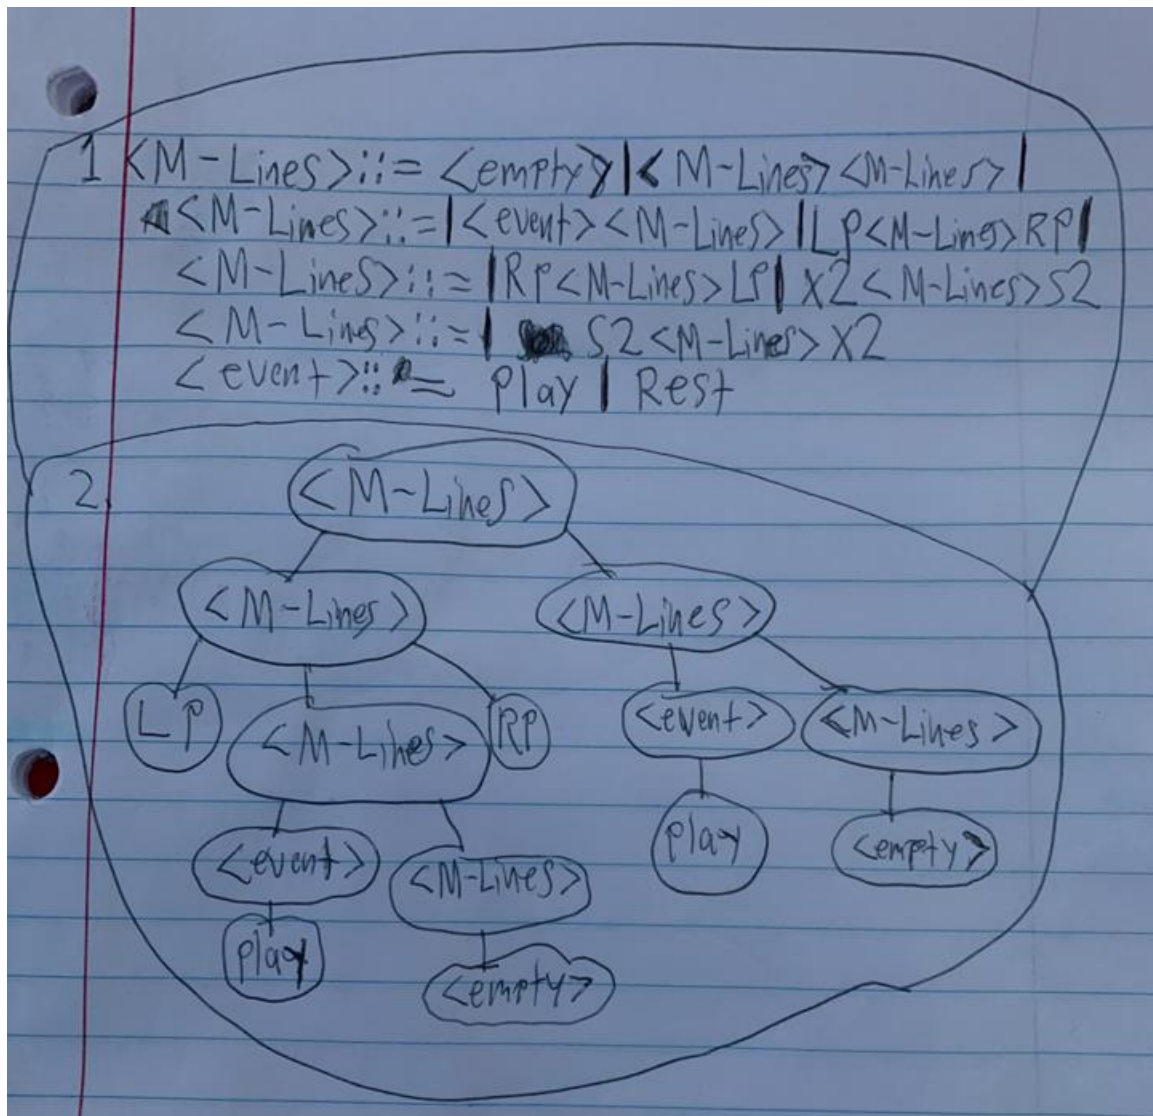 1 <M-Lines>::= <empty> | <M-Lines> <M-Lines> |
<M-Lines>::= | <event> <M-Lines> | LP <M-Lines> RP |
<M-Lines>::= | RP <M-Lines> LP | X2 <M-Lines> S2
<M-Lines>::= | S2 <M-Lines> X2
<event>::= Play | Rest
2.
<M-Lines>
<M-Lines> <M-Lines>
LP <M-Lines> RP <event> <M-Lines>
<event> <M-Lines> play <empty>
play <empty>